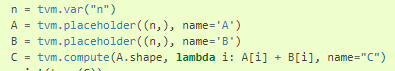 n = tvm.var("n")
A = tvm.placeholder((n,), name='A')
B = tvm.placeholder((n,), name='B')
C = tvm.compute(A.shape, lambda i: A[i] + B[i], name="C")